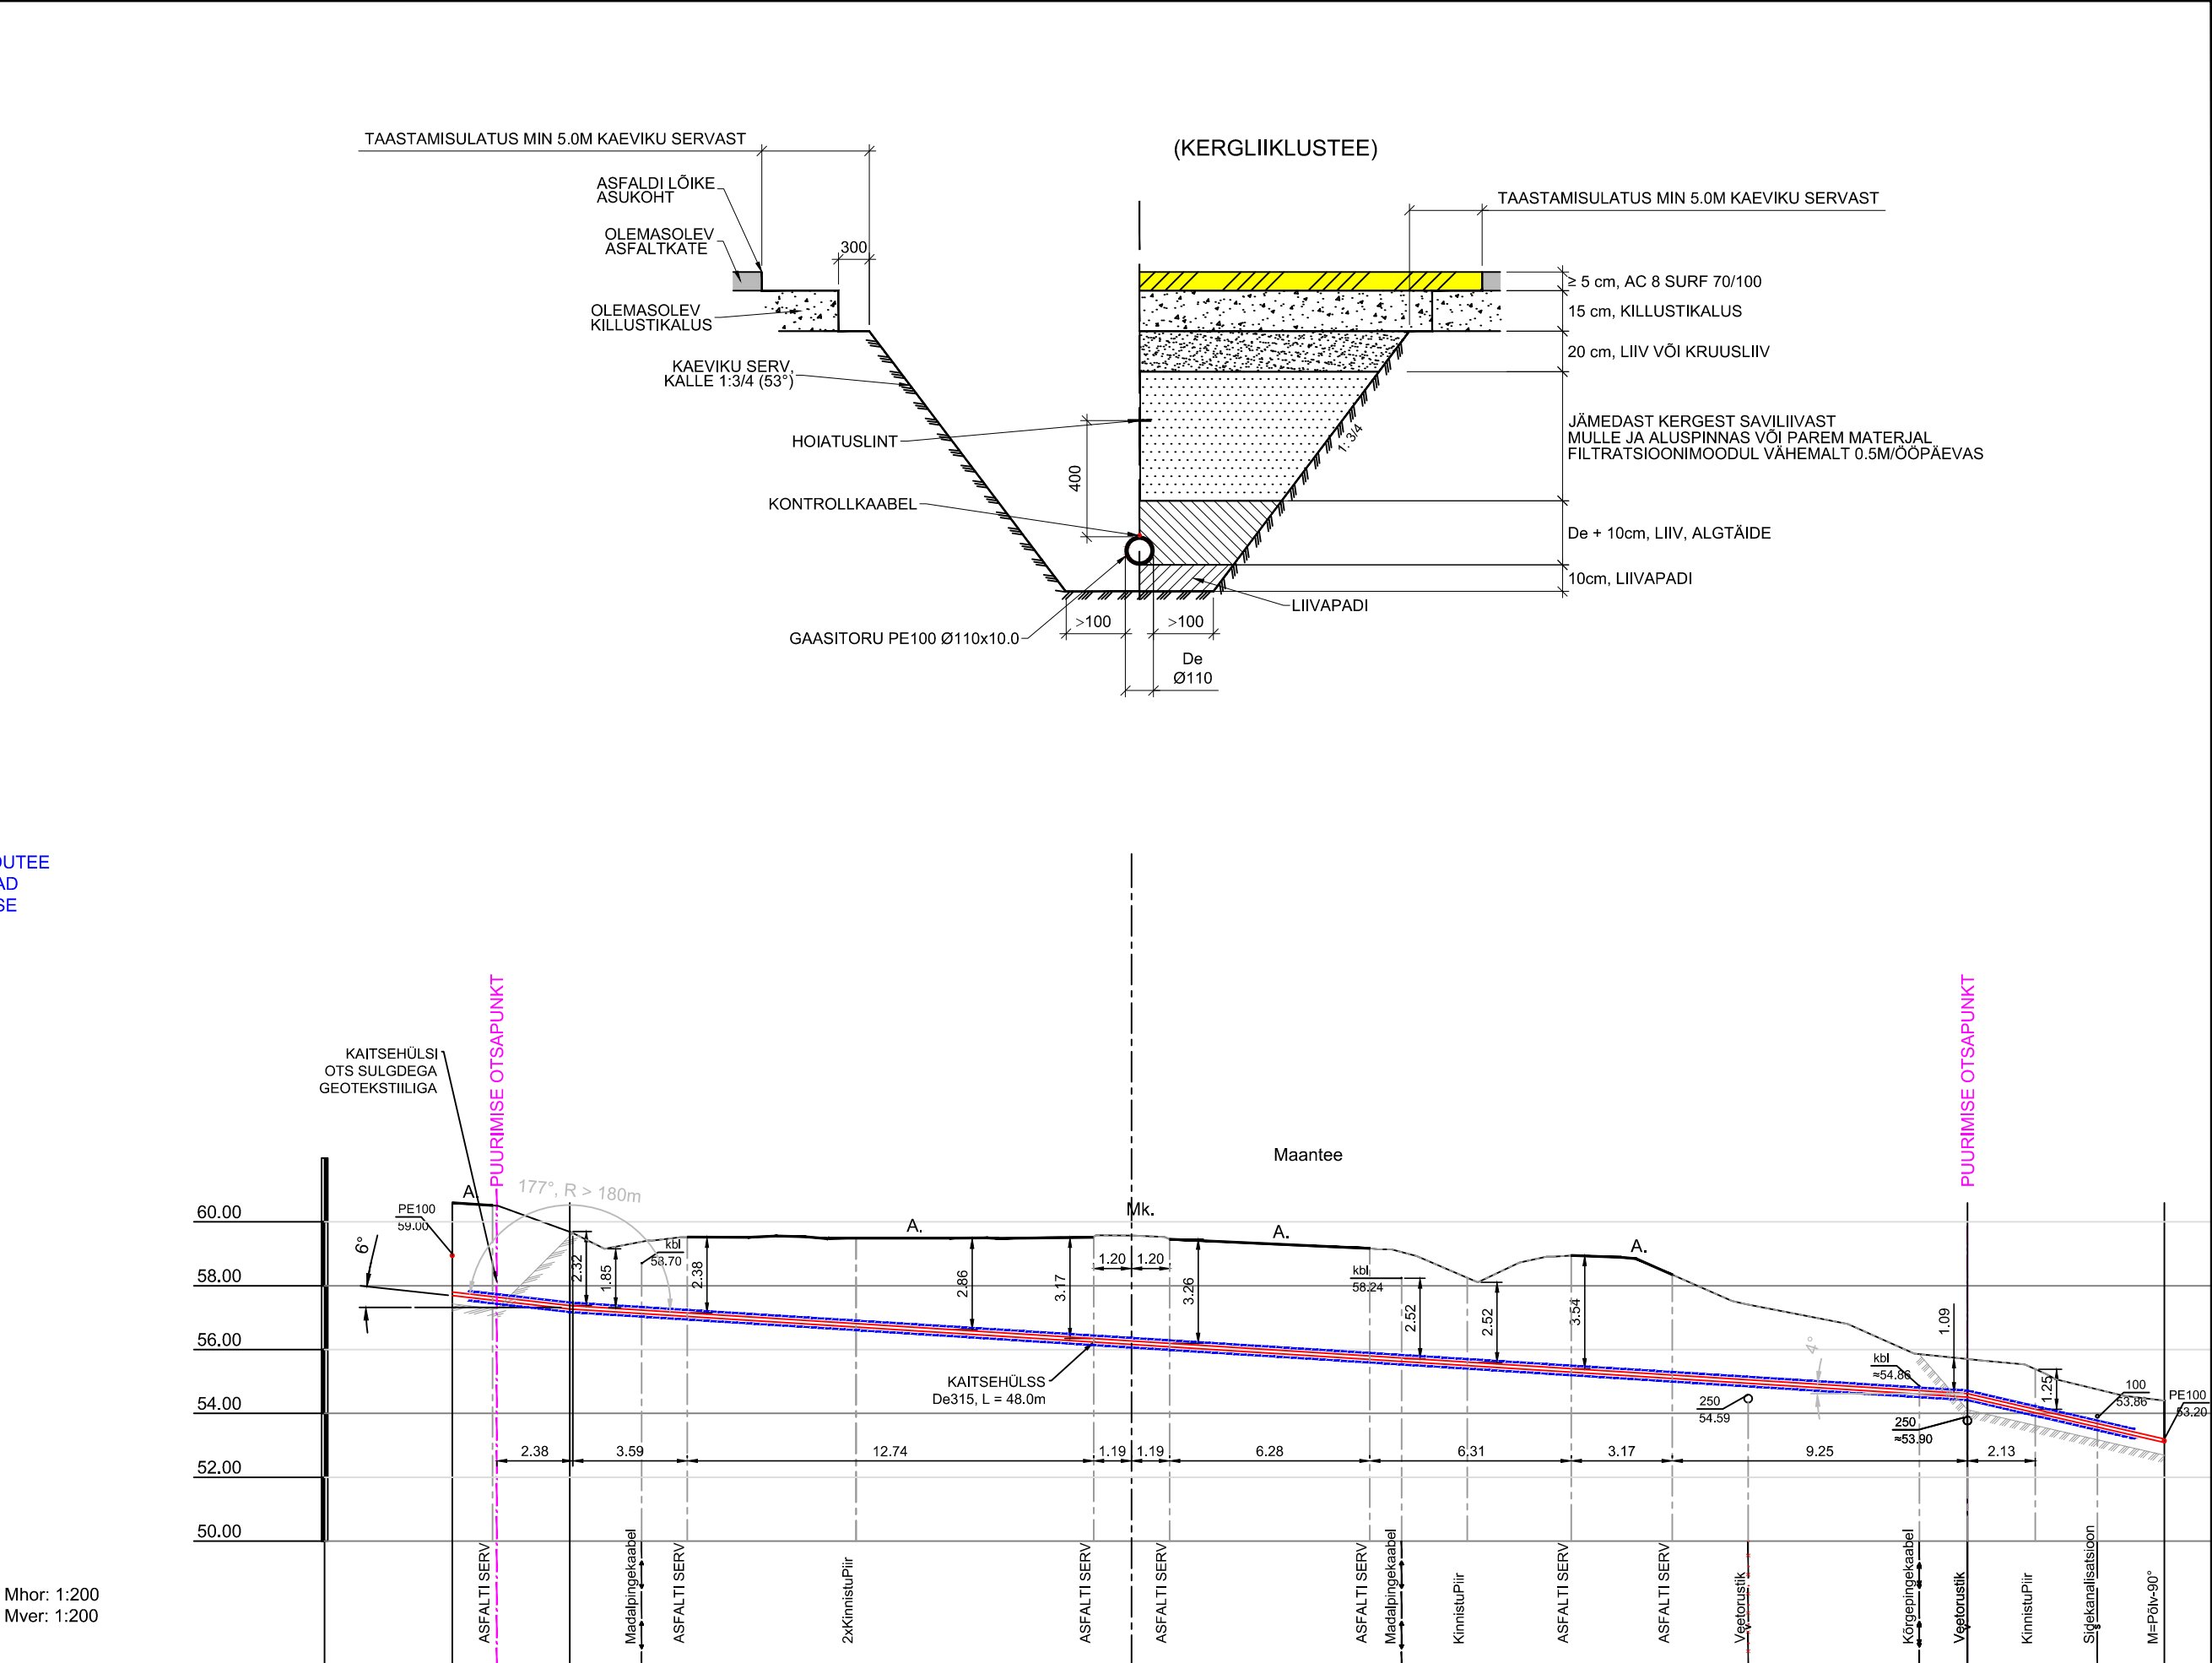 TAASTAMISULATUS MIN 5.0M KAEVIKU SERVAST
(KERGLIIKLUSTEE)
ASFALDI LÕIKE
ASUKOHT
TAASTAMISULATUS MIN 5.0M KAEVIKU SERVAST
OLEMASOLEV
ASFALTKATE
300
≥ 5 cm, AC 8 SURF 70/100
OLEMASOLEV
KILLUSTIKALUS
15 cm, KILLUSTIKALUS
20 cm, LIIV VÕI KRUUSLIIV
KAEVIKU SERV,
KALLE 1:3/4 (53°)
1: 3/4
JÄMEDAST KERGEST SAVILIIVAST
MULLE JA ALUSPINNAS VÕI PAREM MATERJAL
FILTRATSIOONIMOODUL VÄHEMALT 0.5M/ÖÖPÄEVAS
HOIATUSLINT
400
KONTROLLKAABEL
De + 10cm, LIIV, ALGTÄIDE
10cm, LIIVAPADI
LIIVAPADI
>100
>100
GAASITORU PE100 Ø110x10.0
De
Ø110
AD
SE
PUURIMISE OTSAPUNKT
PUURIMISE OTSAPUNKT
KAITSEHÜLSI
OTS SULGDEGA
GEOTEKSTIILIGA
Maantee
177°, R > 180m
A.
PE100
59.00
6°
60.00
58.00
56.00
54.00
52.00
50.00
2.32
1.85
kbl
58.70
2.38
A.
2.86
3.17
Mk.
1.20
1.20
3.26
A.
kbl
58.24
2.52
2.52
3.54
A.
4°
1.09
kbl
≈54.86
1.25
100
53.86
PE100
53.20
KAITSEHÜLSS
De315, L = 48.0m
250
54.59
250
≈53.90
2.38
3.59
12.74
1.19
1.19
6.28
6.31
3.17
9.25
2.13
ASFALTI SERV
Madalpingekaabel
ASFALTI SERV
2xKinnistuPiir
ASFALTI SERV
ASFALTI SERV
ASFALTI SERV
Madalpingekaabel
KinnistuPiir
ASFALTI SERV
ASFALTI SERV
Veetorustik
Kõrgepingekaabel
Veetorustik
KinnistuPiir
Sidekanalisatsioon
M=Põlv-90°
Mhor: 1:200
Mver: 1:200